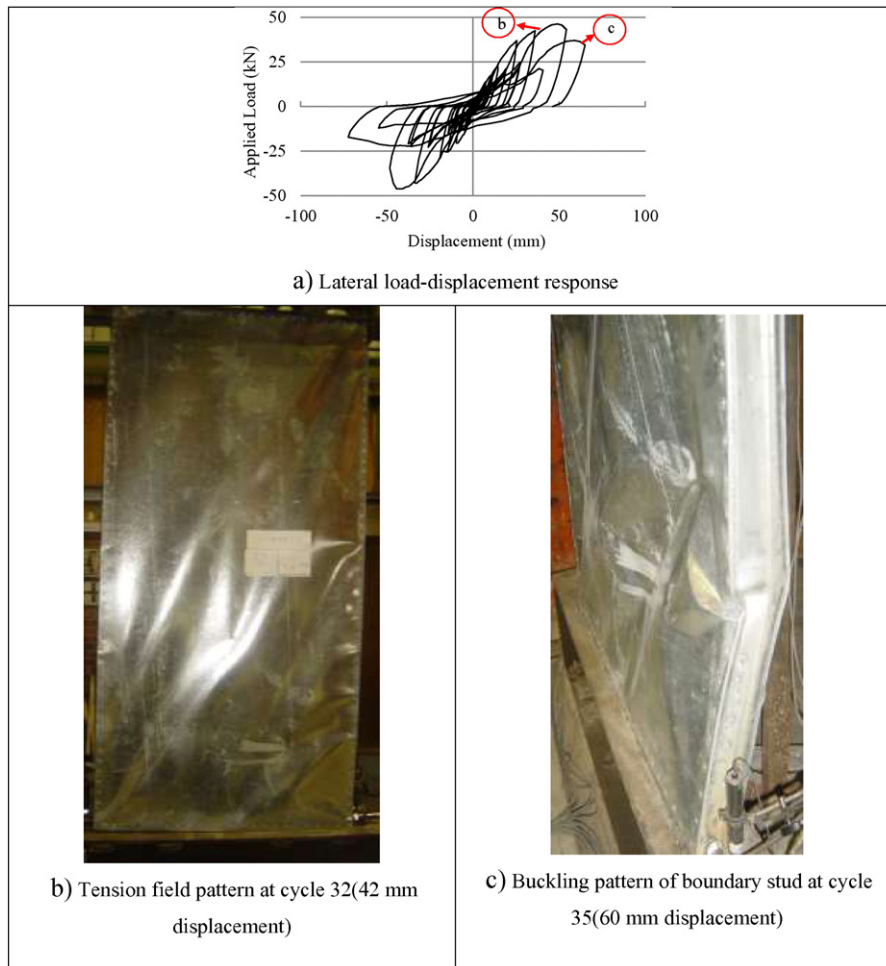 50
25
0
-25
-50
Applied Load (kN)
b
c
-100 -50 0 50 100
Displacement (mm)
a) Lateral load-displacement response
b) Tension field pattern at cycle 32(42 mm
displacement)
c) Buckling pattern of boundary stud at cycle
35(60 mm displacement)